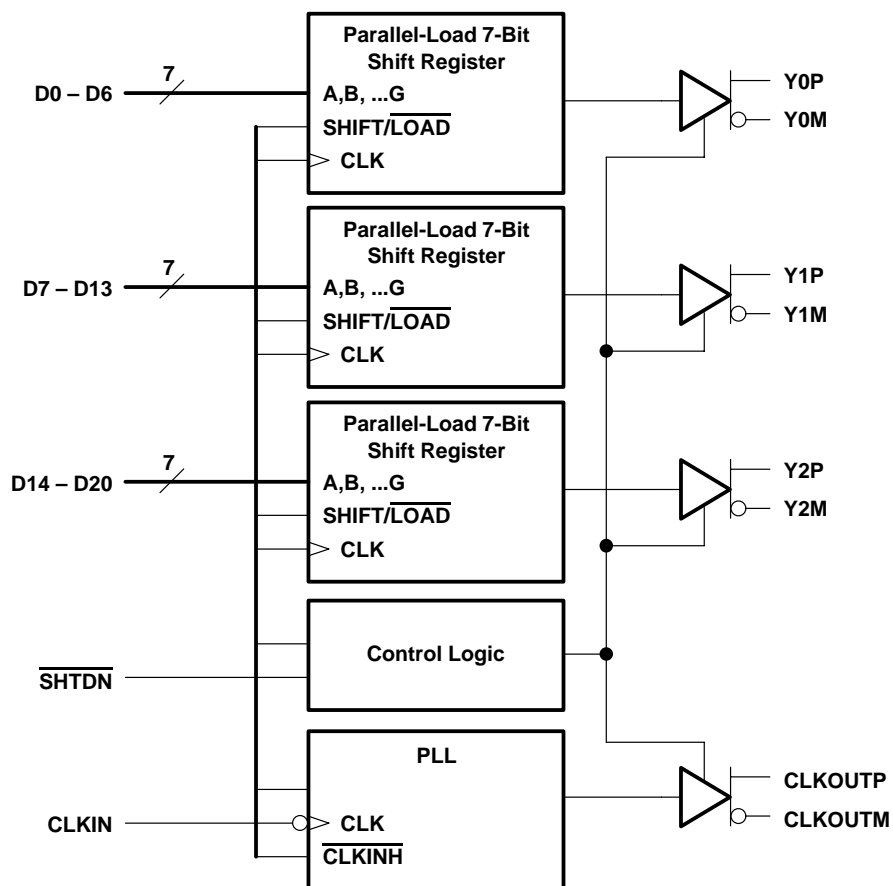 Parallel-Load 7-Bit
Shift Register
7
D0 – D6
A,B, ...G
SHIFT/LOAD
CLK
Y0P
Y0M
Parallel-Load 7-Bit
Shift Register
7
D7 – D13
A,B, ...G
SHIFT/LOAD
CLK
Y1P
Y1M
Parallel-Load 7-Bit
Shift Register
7
D14 – D20
A,B, ...G
SHIFT/LOAD
CLK
Y2P
Y2M
Control Logic
SHTDN
PLL
CLKIN
CLK
CLKINH
CLKOUTP
CLKOUTM